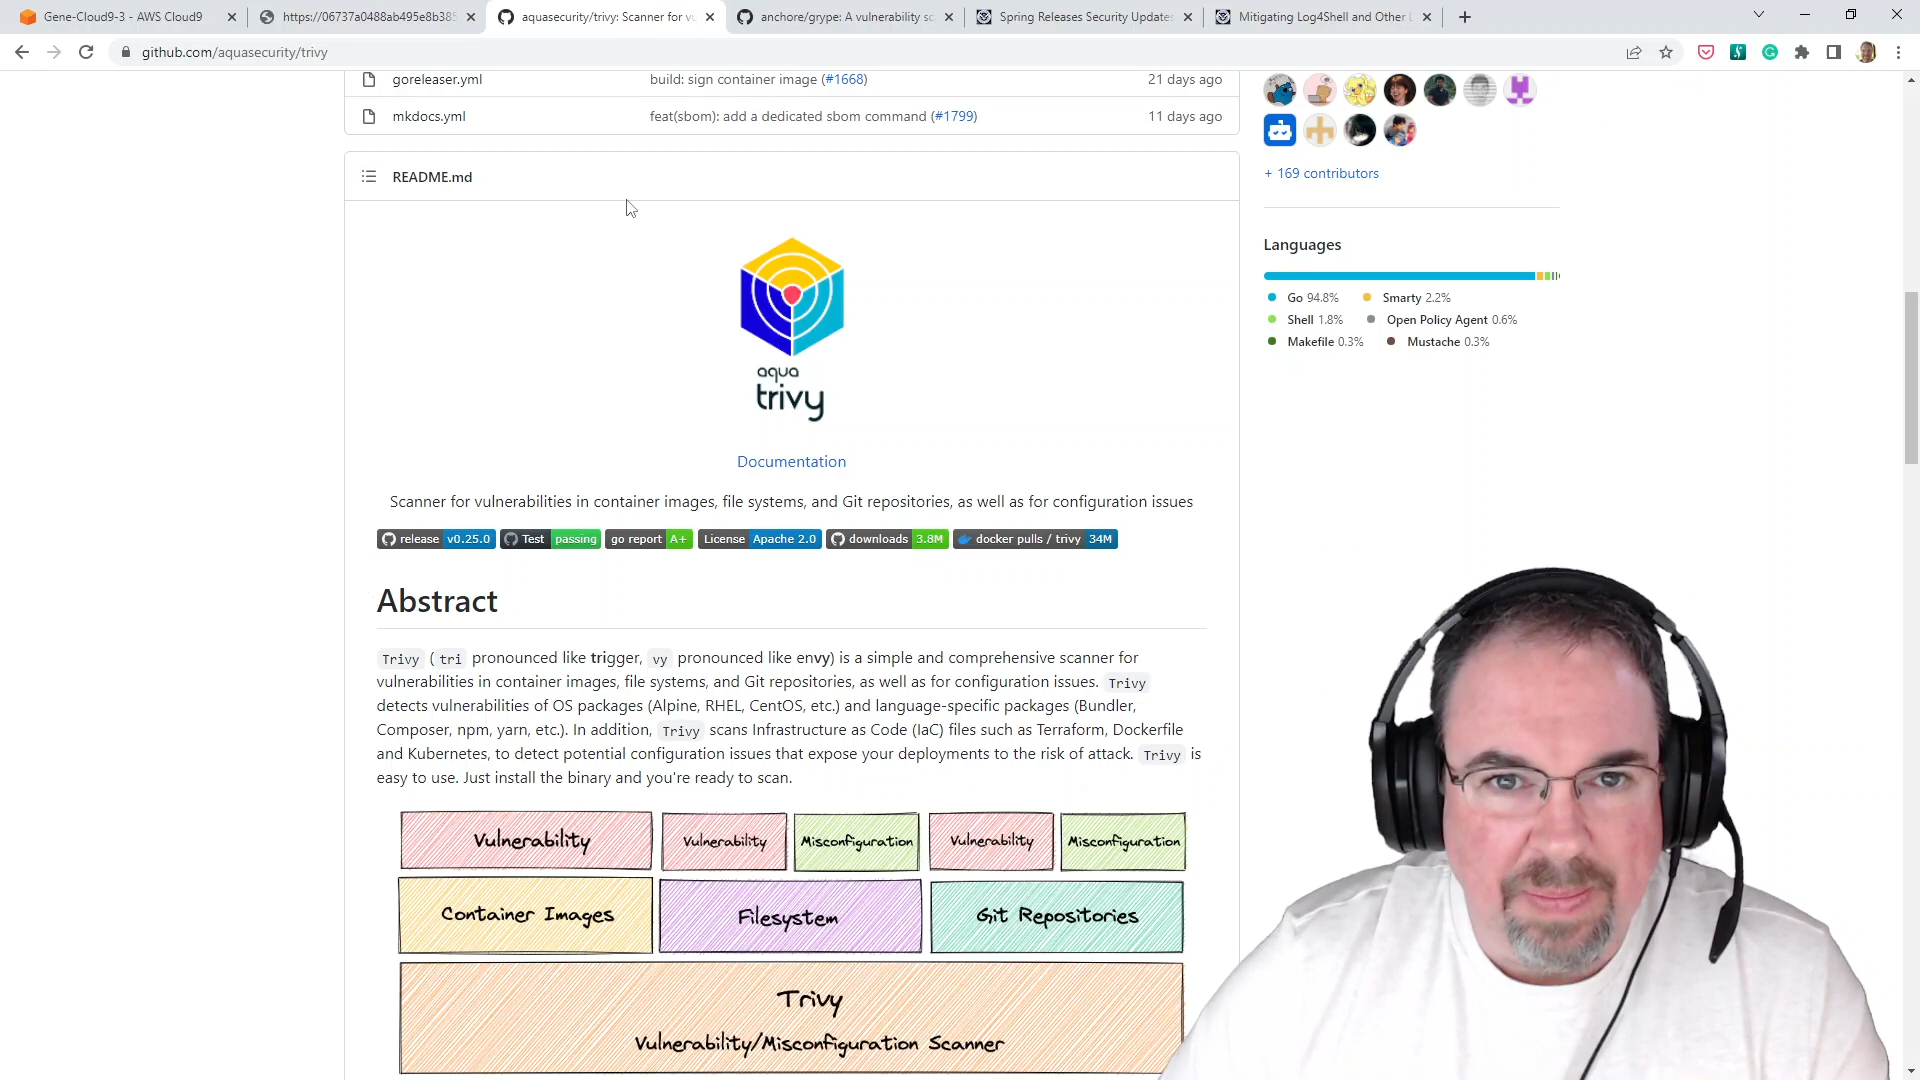 Gene-Cloud9-3 - AWS Cloud9
https://06737a0488ab495e8b385
aquasecurity/trivy: Scanner for vu
anchore/grype: A vulnerability sc
Spring Releases Security Updates
Mitigating Log4Shell and Other L
github.com/aquasecurity/trivy
goreleaser.yml
build: sign container image (#1668)
21 days ago
mkdocs.yml
feat(sbom): add a dedicated sbom command (#1799)
11 days ago
README.md
aqua
trivy
Documentation
Scanner for vulnerabilities in container images, file systems, and Git repositories, as well as for configuration issues
release v0.25.0
Test passing
go report A+
License Apache 2.0
downloads 3.8M
docker pulls / trivy 34M
Abstract
Trivy ( tri pronounced like trigger, vy pronounced like envy) is a simple and comprehensive scanner for
vulnerabilities in container images, file systems, and Git repositories, as well as for configuration issues. Trivy
detects vulnerabilities of OS packages (Alpine, RHEL, CentOS, etc.) and language-specific packages (Bundler,
Composer, npm, yarn, etc.). In addition, Trivy scans Infrastructure as Code (IaC) files such as Terraform, Dockerfile
and Kubernetes, to detect potential configuration issues that expose your deployments to the risk of attack. Trivy is
easy to use. Just install the binary and you're ready to scan.
Vulnerability
Vulnerability
Misconfiguration
Vulnerability
Misconfiguration
Container Images
Filesystem
Git Repositories
Trivy
Vulnerability/Misconfiguration Scanner
+ 169 contributors
Languages
Go 94.8%
Smarty 2.2%
Shell 1.8%
Open Policy Agent 0.6%
Makefile 0.3%
Mustache 0.3%